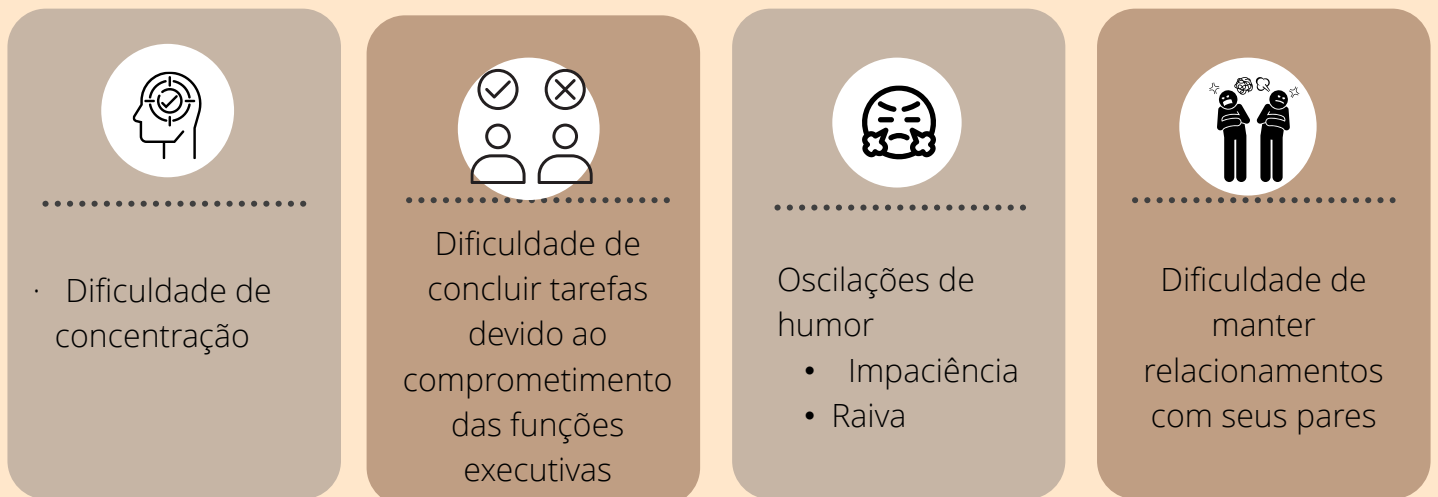 · Dificuldade de
concentração
Dificuldade de
concluir tarefas
devido ao
comprometimento
das funções
executivas
Oscilações de
humor
• Impaciência
• Raiva
Dificuldade de
manter
relacionamentos
com seus pares